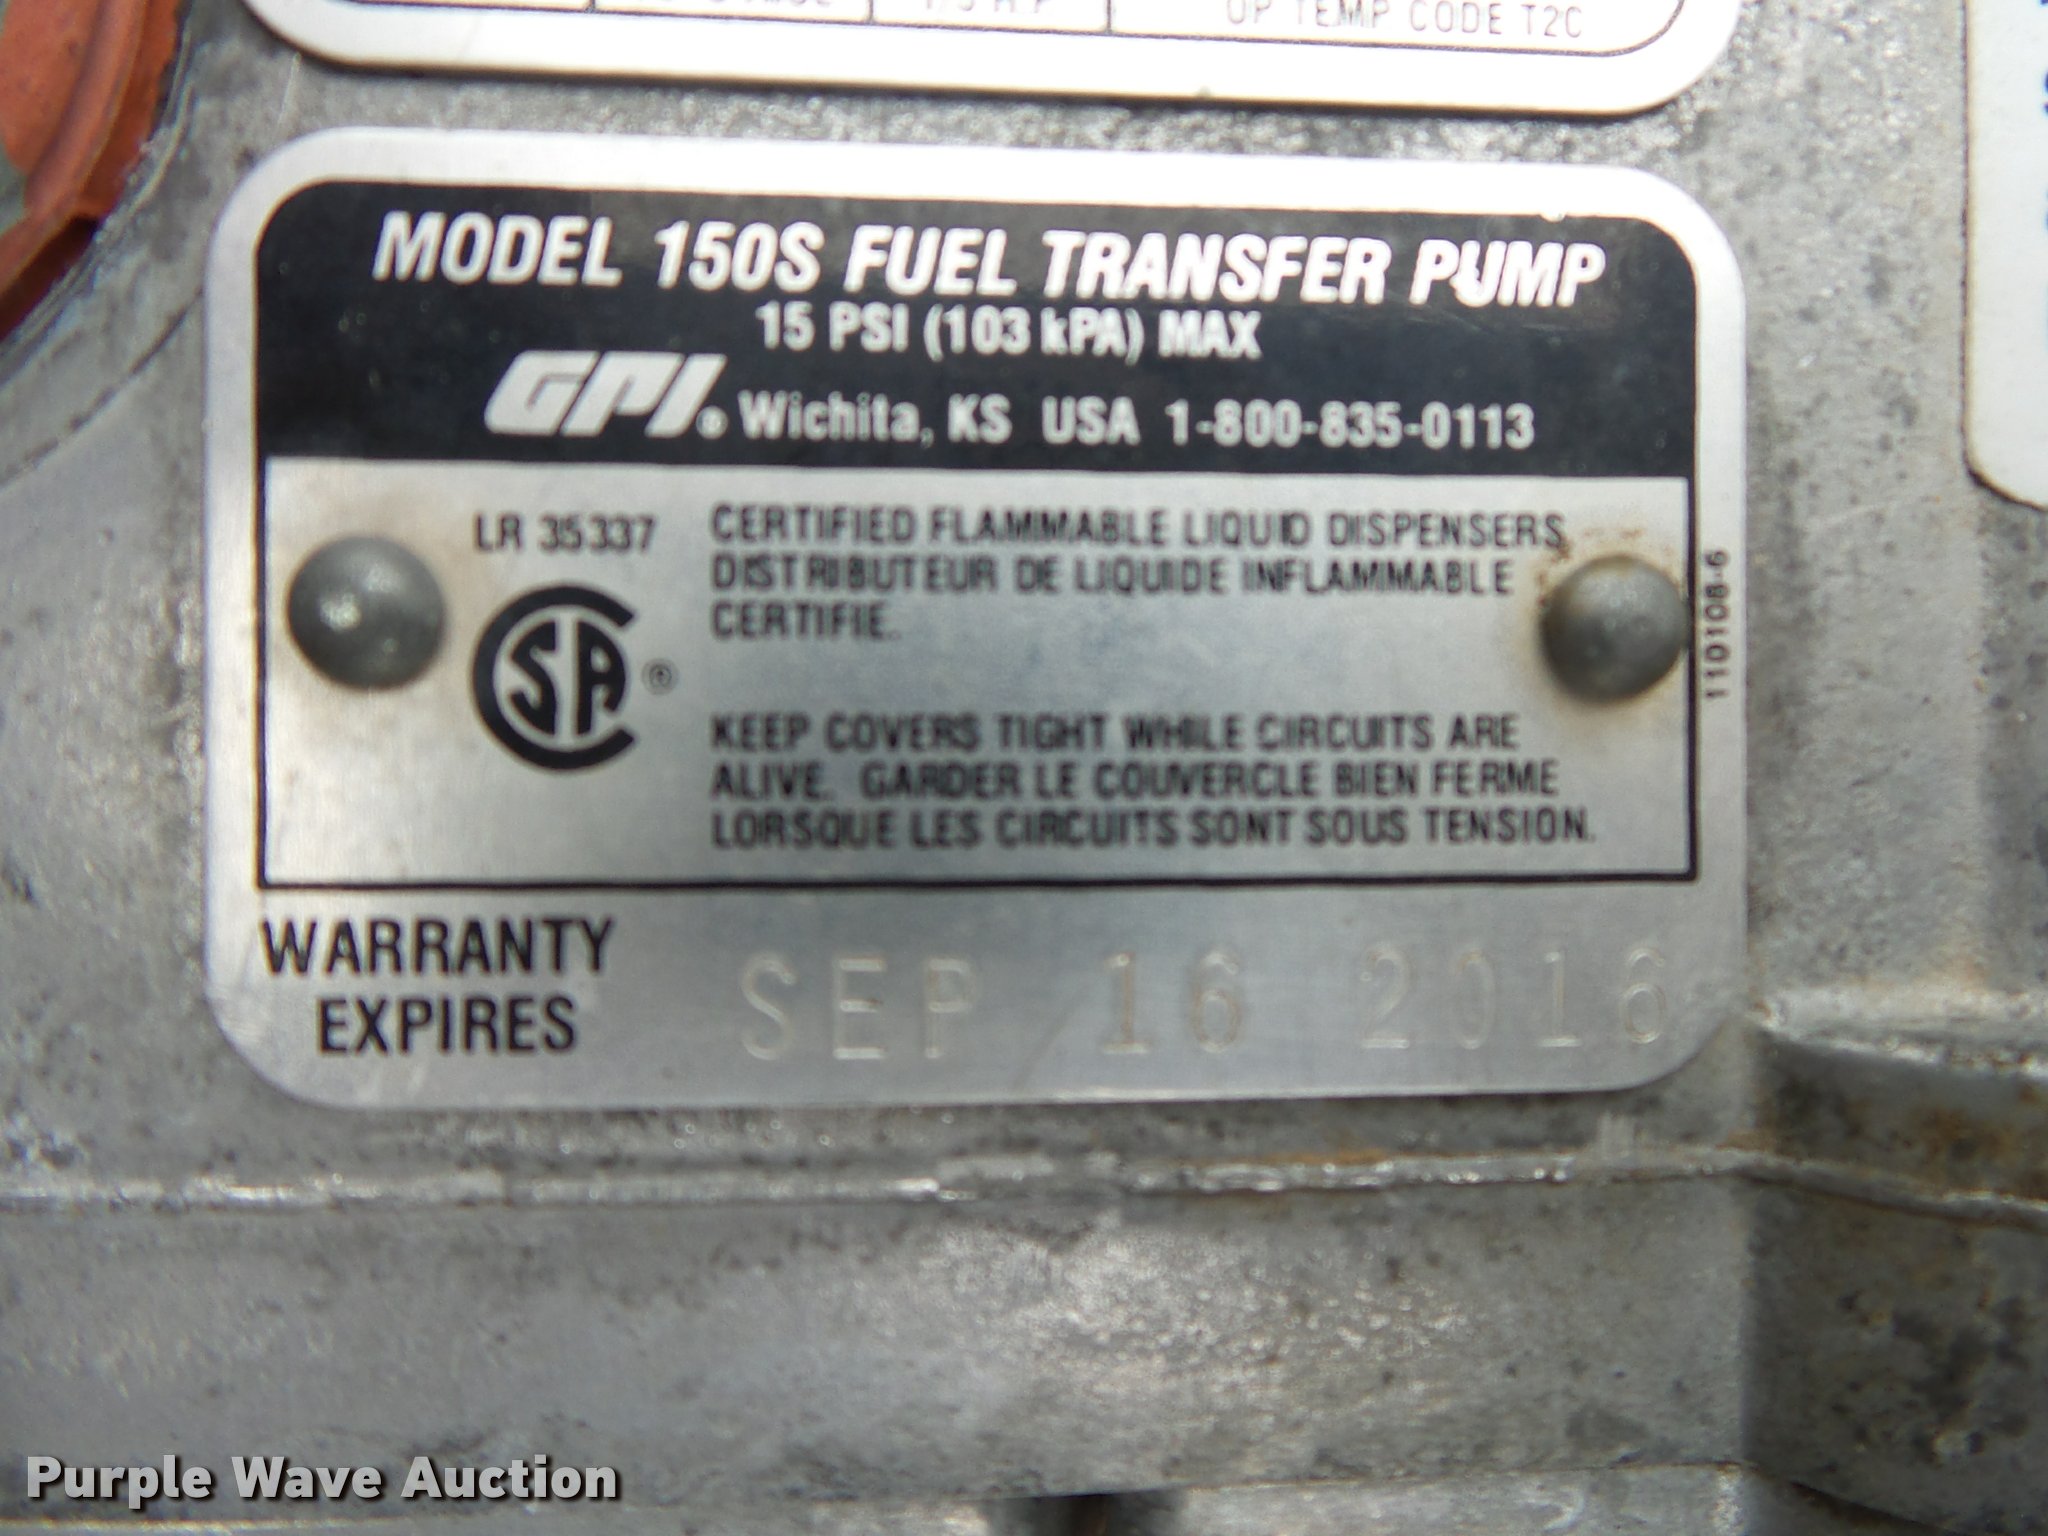 OP TEMP CODE T2C
MODEL 150S FUEL TRANSFER PUMP
15 PSI (103 kPA) MAX
GPI® Wichita, KS USA 1-800-835-0113
LR 35337
CERTIFIED FLAMMABLE LIQUID DISPENSERS
DISTRIBUTEUR DE LIQUIDE INFLAMMABLE
CERTIFIE.
SA ®
KEEP COVERS TIGHT WHILE CIRCUITS ARE
ALIVE. GARDER LE COUVERCLE BIEN FERME
LORSQUE LES CIRCUITS SONT SOUS TENSION.
110108-6
WARRANTY
EXPIRES
SEP 16 2016
Purple Wave Auction